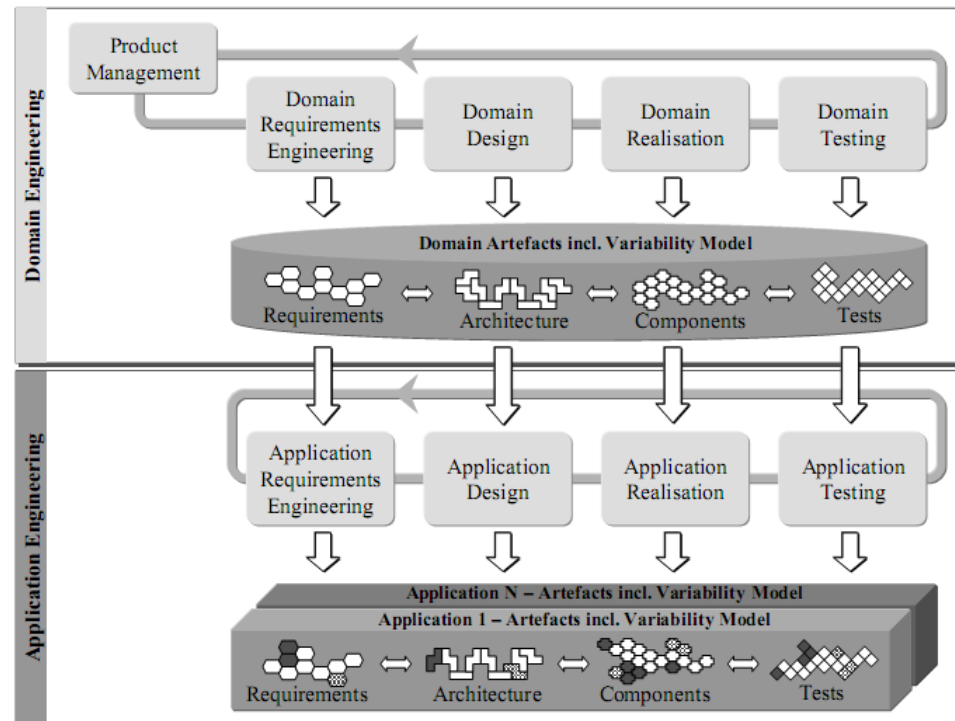 Domain Engineering
Product
Management
Domain
Requirements
Engineering
Domain
Design
Domain
Realisation
Domain
Testing
Domain Artefacts incl. Variability Model
Requirements
Architecture
Components
Tests
Application Engineering
Application
Requirements
Engineering
Application
Design
Application
Realisation
Application
Testing
Application N – Artefacts incl. Variability Model
Application 1 – Artefacts incl. Variability Model
Requirements
Architecture
Components
Tests